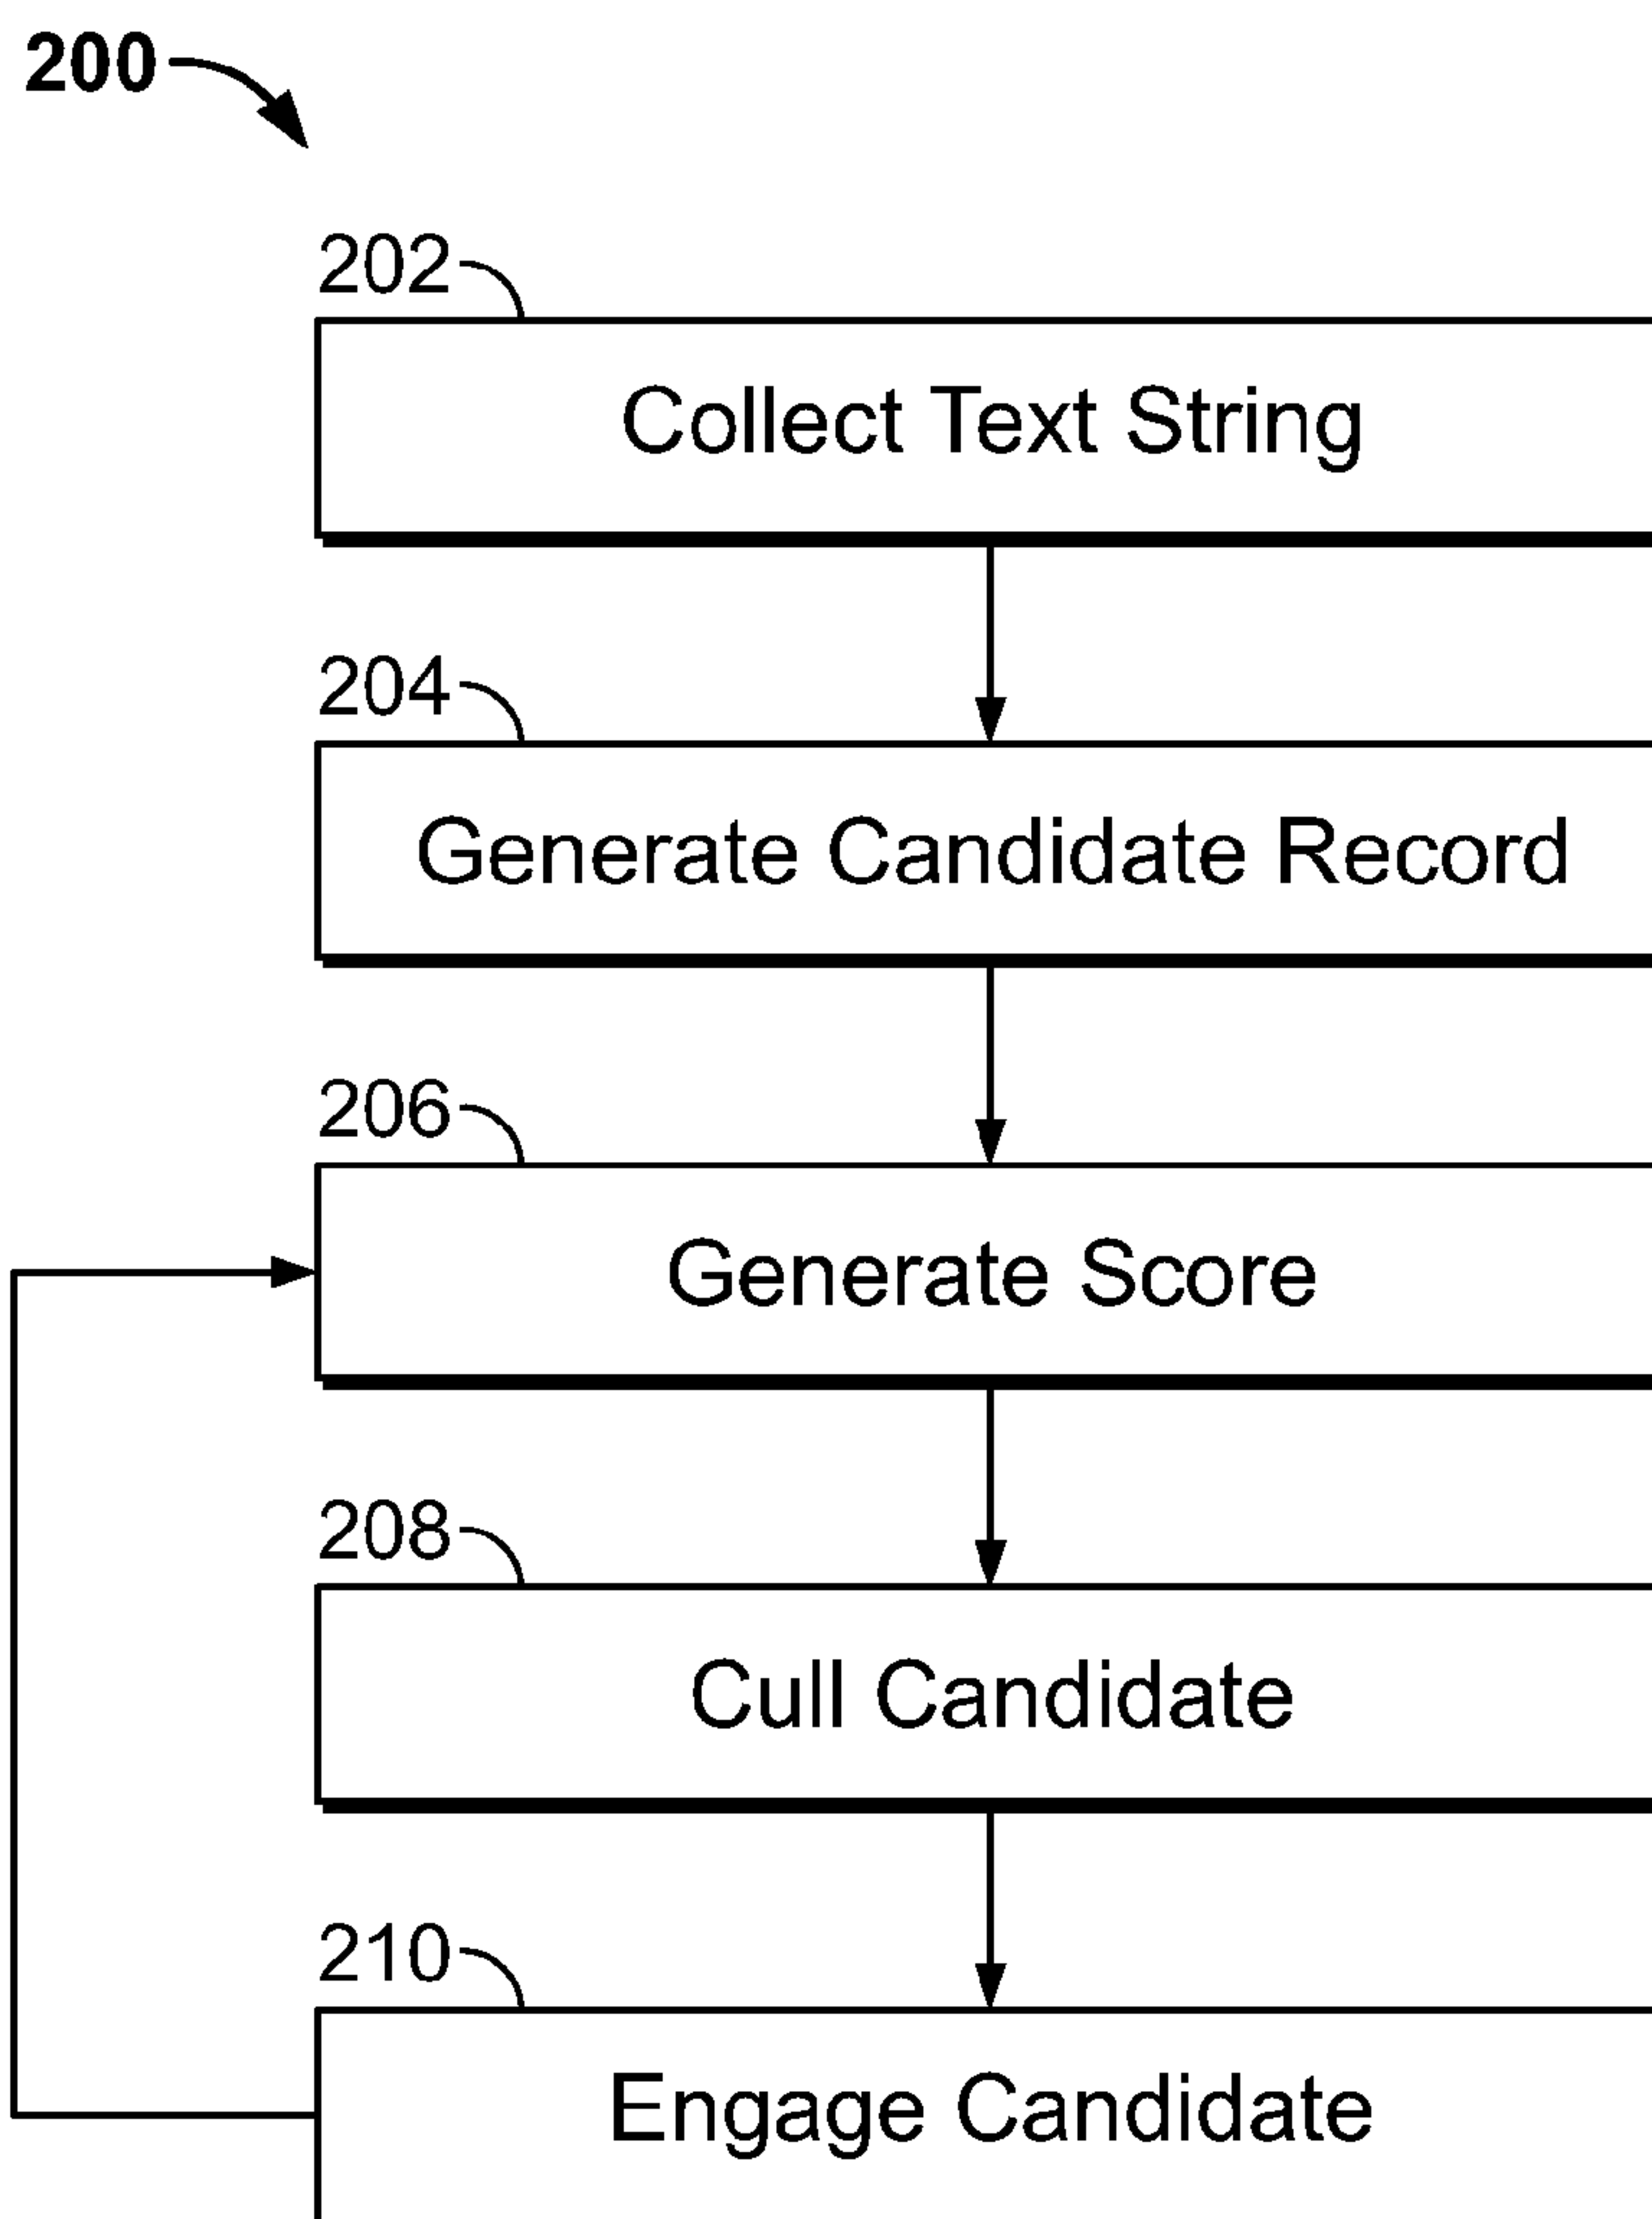 200
202
Collect Text String
204
Generate Candidate Record
206
Generate Score
208
Cull Candidate
210
Engage Candidate